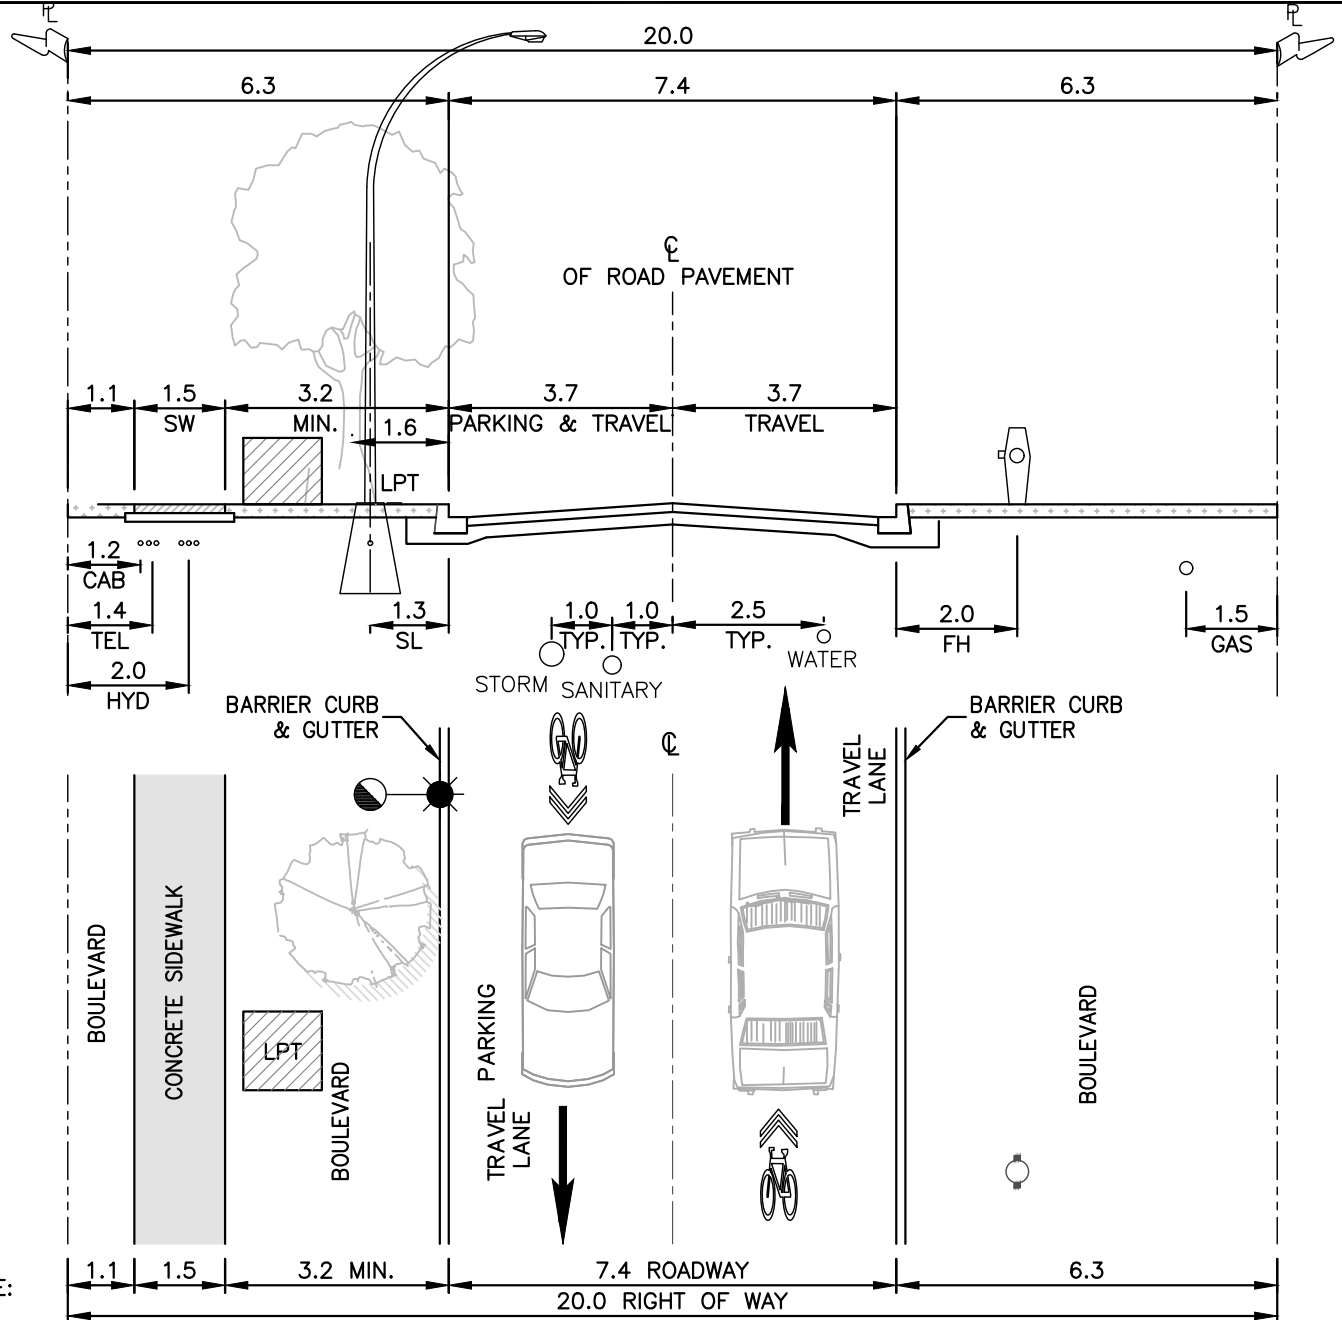 PL
PL
20.0
6.3
7.4
6.3
CL
OF ROAD PAVEMENT
1.1
1.5
3.2
3.7
3.7
SW
MIN.
PARKING & TRAVEL
TRAVEL
1.6
LPT
1.2
CAB
1.4
TEL
2.0
HYD
1.3
SL
1.0
TYP.
1.0
TYP.
2.5
TYP.
2.0
FH
1.5
GAS
STORM
SANITARY
WATER
BARRIER CURB
& GUTTER
CL
BARRIER CURB
& GUTTER
TRAVEL
LANE
BOULEVARD
CONCRETE SIDEWALK
LPT
BOULEVARD
PARKING
TRAVEL
LANE
BOULEVARD
1.1
1.5
3.2 MIN.
7.4 ROADWAY
6.3
E:
20.0 RIGHT OF WAY